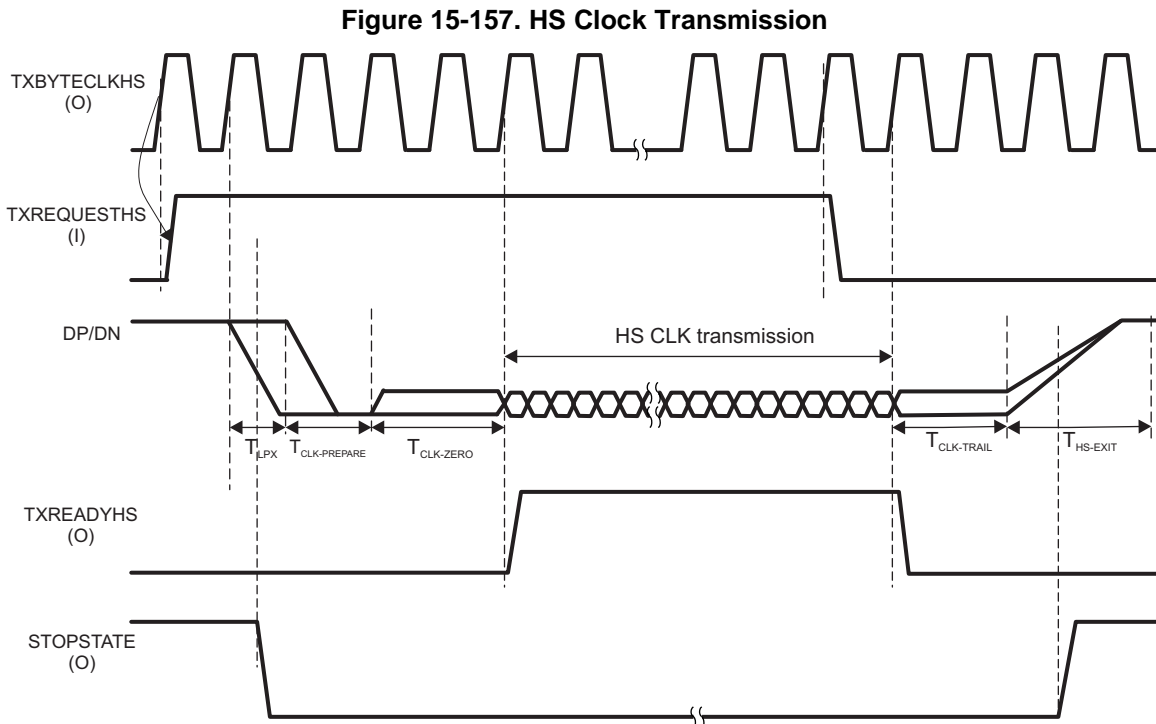 Figure 15-157. HS Clock Transmission
TXBYTECLKHS
(O)
TXREQUESTHS
(I)
DP/DN
HS CLK transmission
TLPX
TCLK-PREPARE
TCLK-ZERO
TCLK-TRAIL
THS-EXIT
TXREADYHS
(O)
STOPSTATE
(O)